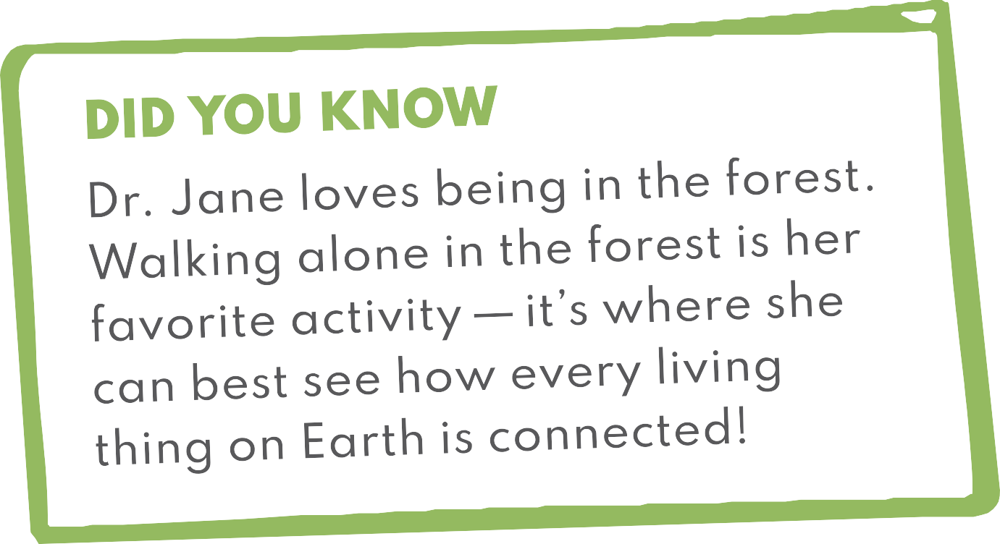 DID YOU KNOW
Dr. Jane loves being in the forest.
Walking alone in the forest is her
favorite activity — it’s where she
can best see how every living
thing on Earth is connected!